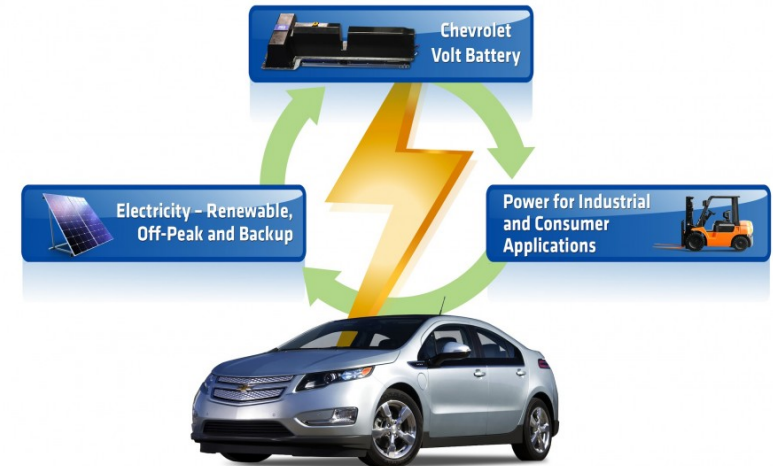 Chevrolet
Volt Battery
Electricity – Renewable,
Off-Peak and Backup
Power for Industrial
and Consumer
Applications